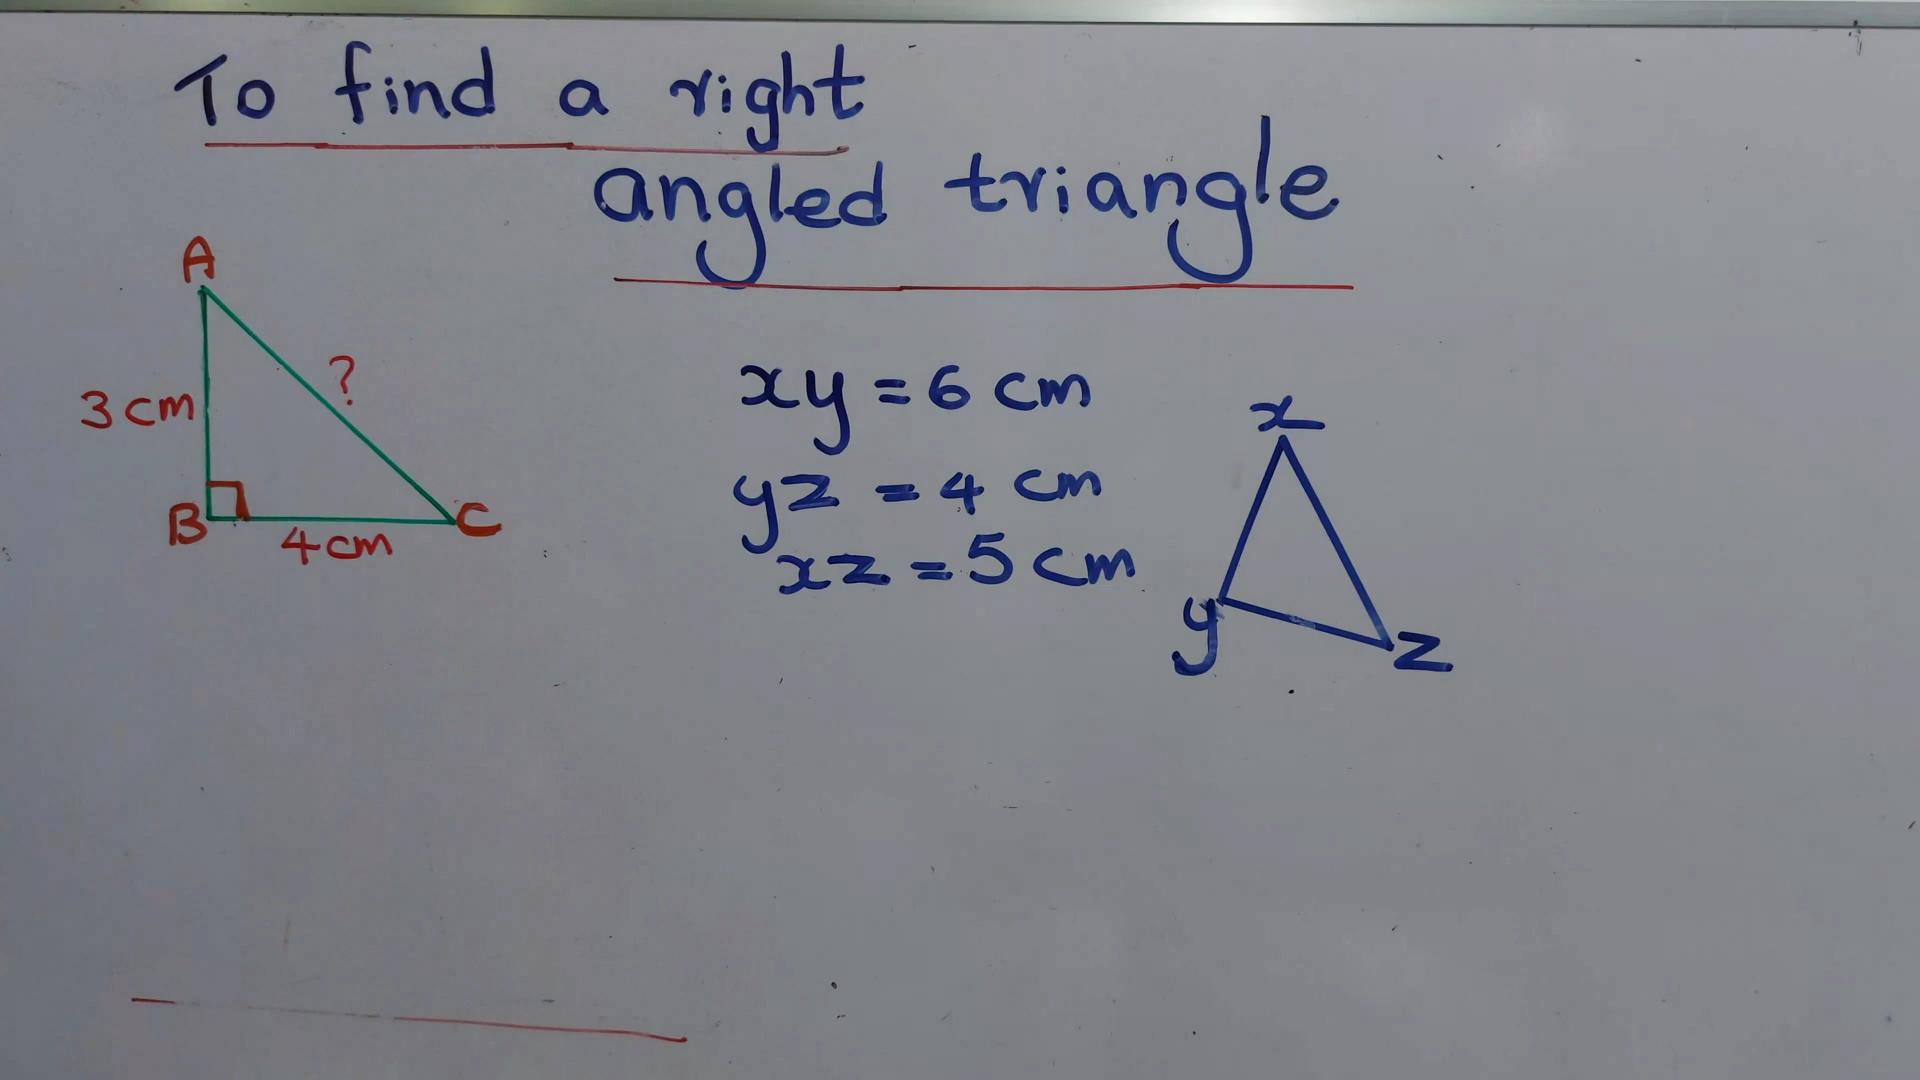 To find a right
angled triangle
A
?
3 cm
B
C
4 cm
xy = 6 cm
yz = 4 cm
xz = 5 cm
x
y
z